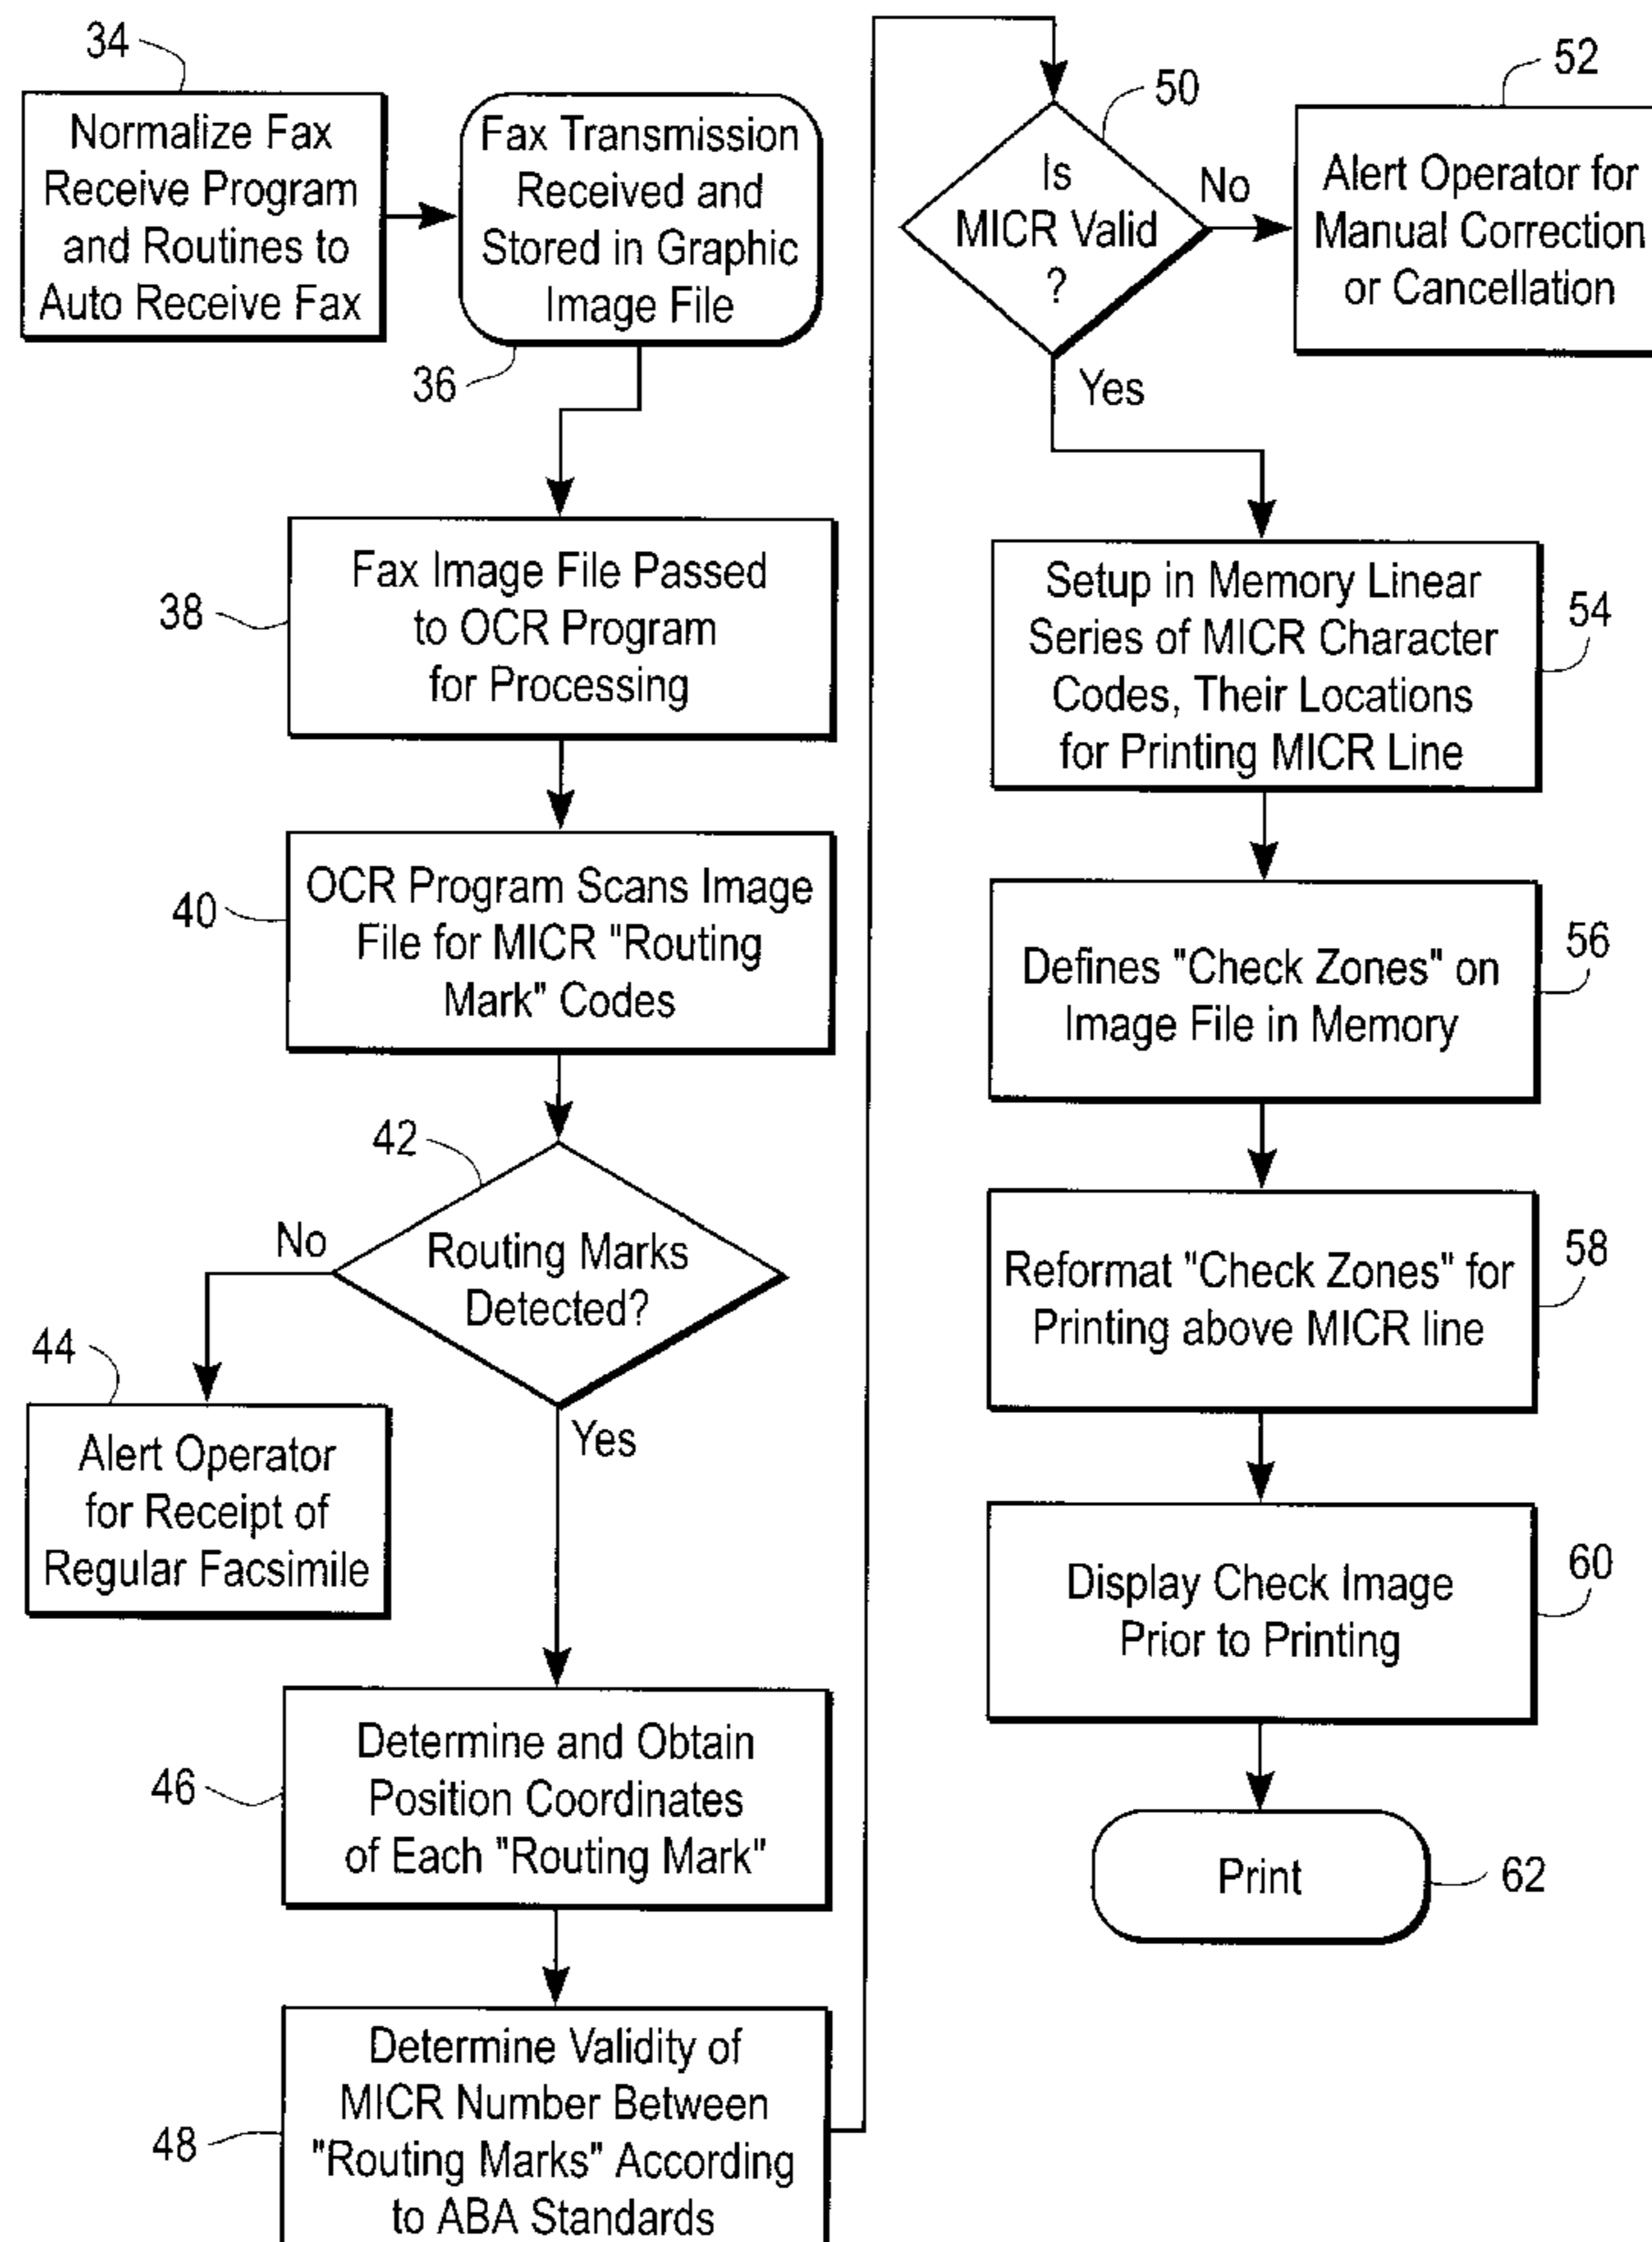 34
Normalize Fax
Receive Program
and Routines to
Auto Receive Fax
Fax Transmission
Received and
Stored in Graphic
Image File
36
38
Fax Image File Passed
to OCR Program
for Processing
40
OCR Program Scans Image
File for MICR "Routing
Mark" Codes
42
Routing Marks
Detected?
No
Yes
44
Alert Operator
for Receipt of
Regular Facsimile
46
Determine and Obtain
Position Coordinates
of Each "Routing Mark"
48
Determine Validity of
MICR Number Between
"Routing Marks" According
to ABA Standards
50
Is
MICR Valid
?
No
Yes
52
Alert Operator for
Manual Correction
or Cancellation
54
Setup in Memory Linear
Series of MICR Character
Codes, Their Locations
for Printing MICR Line
56
Defines "Check Zones" on
Image File in Memory
58
Reformat "Check Zones" for
Printing above MICR line
60
Display Check Image
Prior to Printing
Print
62